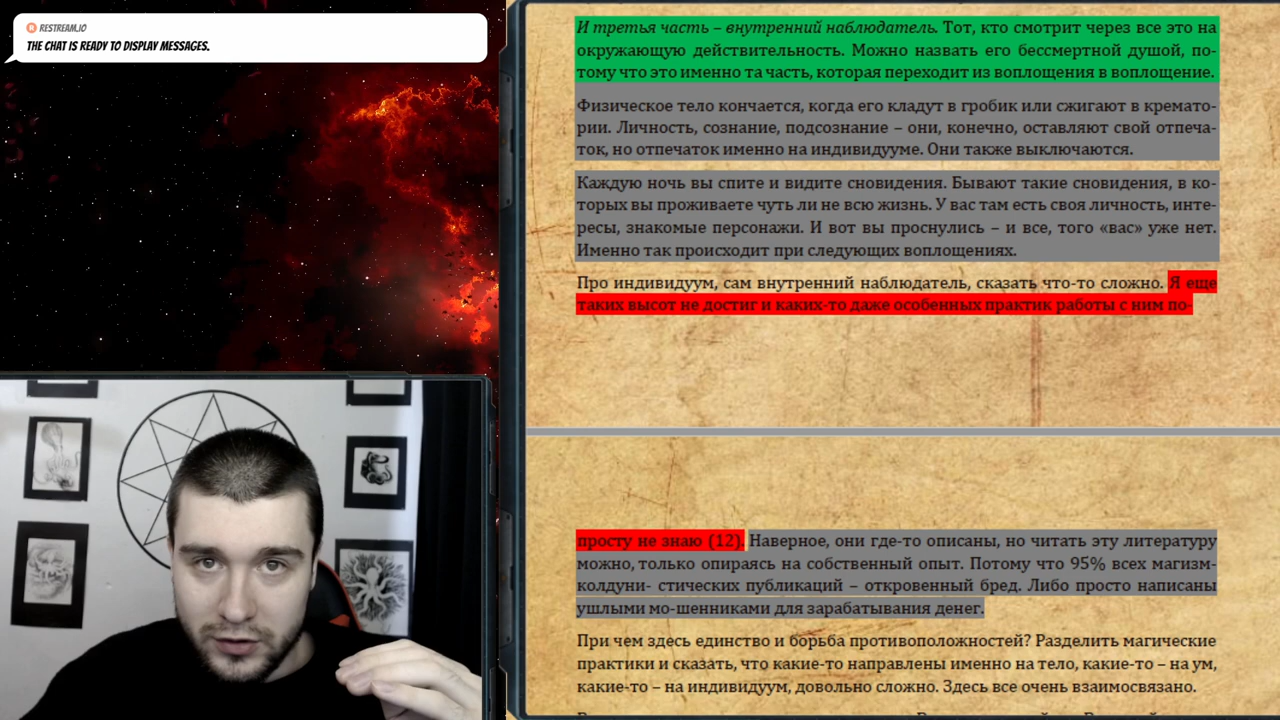 RESTREAM.IO
THE CHAT IS READY TO DISPLAY MESSAGES.
И третья часть – внутренний наблюдатель. Тот, кто смотрит через все это на
окружающую действительность. Можно назвать его бессмертной душой, по-
тому что это именно та часть, которая переходит из воплощения в воплощение.
Физическое тело кончается, когда его кладут в гробик или сжигают в кремато-
рии. Личность, сознание, подсознание – они, конечно, оставляют свой отпеча-
ток, но отпечаток именно на индивидууме. Они также выключаются.
Каждую ночь вы спите и видите сновидения. Бывают такие сновидения, в ко-
торых вы проживаете чуть ли не всю жизнь. У вас там есть своя личность, инте-
ресы, знакомые персонажи. И вот вы проснулись – и все, того «вас» уже нет.
Именно так происходит при следующих воплощениях.
Про индивидуум, сам внутренний наблюдатель, сказать что-то сложно. Я еще
таких высот не достиг и каких-то даже особенных практик работы с ним по-
просту не знаю (12). Наверное, они где-то описаны, но читать эту литературу
можно, только опираясь на собственный опыт. Потому что 95% всех магизм-
колдуни- стических публикаций – откровенный бред. Либо просто написаны
ушлыми мо-шенниками для зарабатывания денег.
При чем здесь единство и борьба противоположностей? Разделить магические
практики и сказать, что какие-то направлены именно на тело, какие-то – на ум,
какие-то – на индивидуум, довольно сложно. Здесь все очень взаимосвязано.